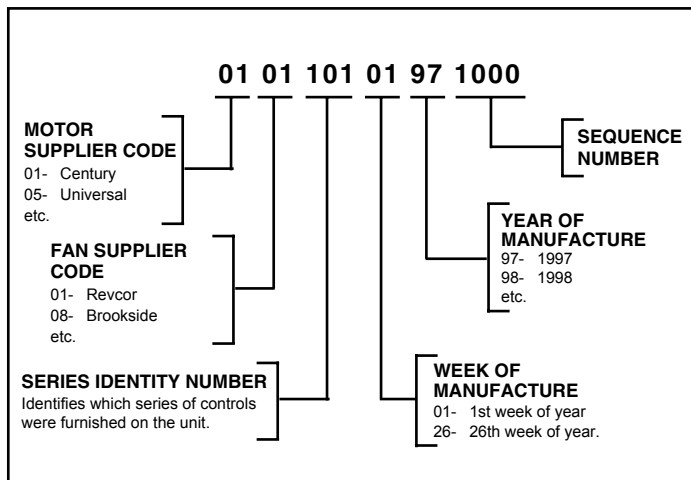 01 01 101 01 97 1000
MOTOR
SUPPLIER CODE
01- Century
05- Universal
etc.
SEQUENCE
NUMBER
FAN SUPPLIER
CODE
01- Revcor
08- Brookside
etc.
YEAR OF
MANUFACTURE
97- 1997
98- 1998
etc.
SERIES IDENTITY NUMBER
Identifies which series of controls
were furnished on the unit.
WEEK OF
MANUFACTURE
01- 1st week of year
26- 26th week of year.